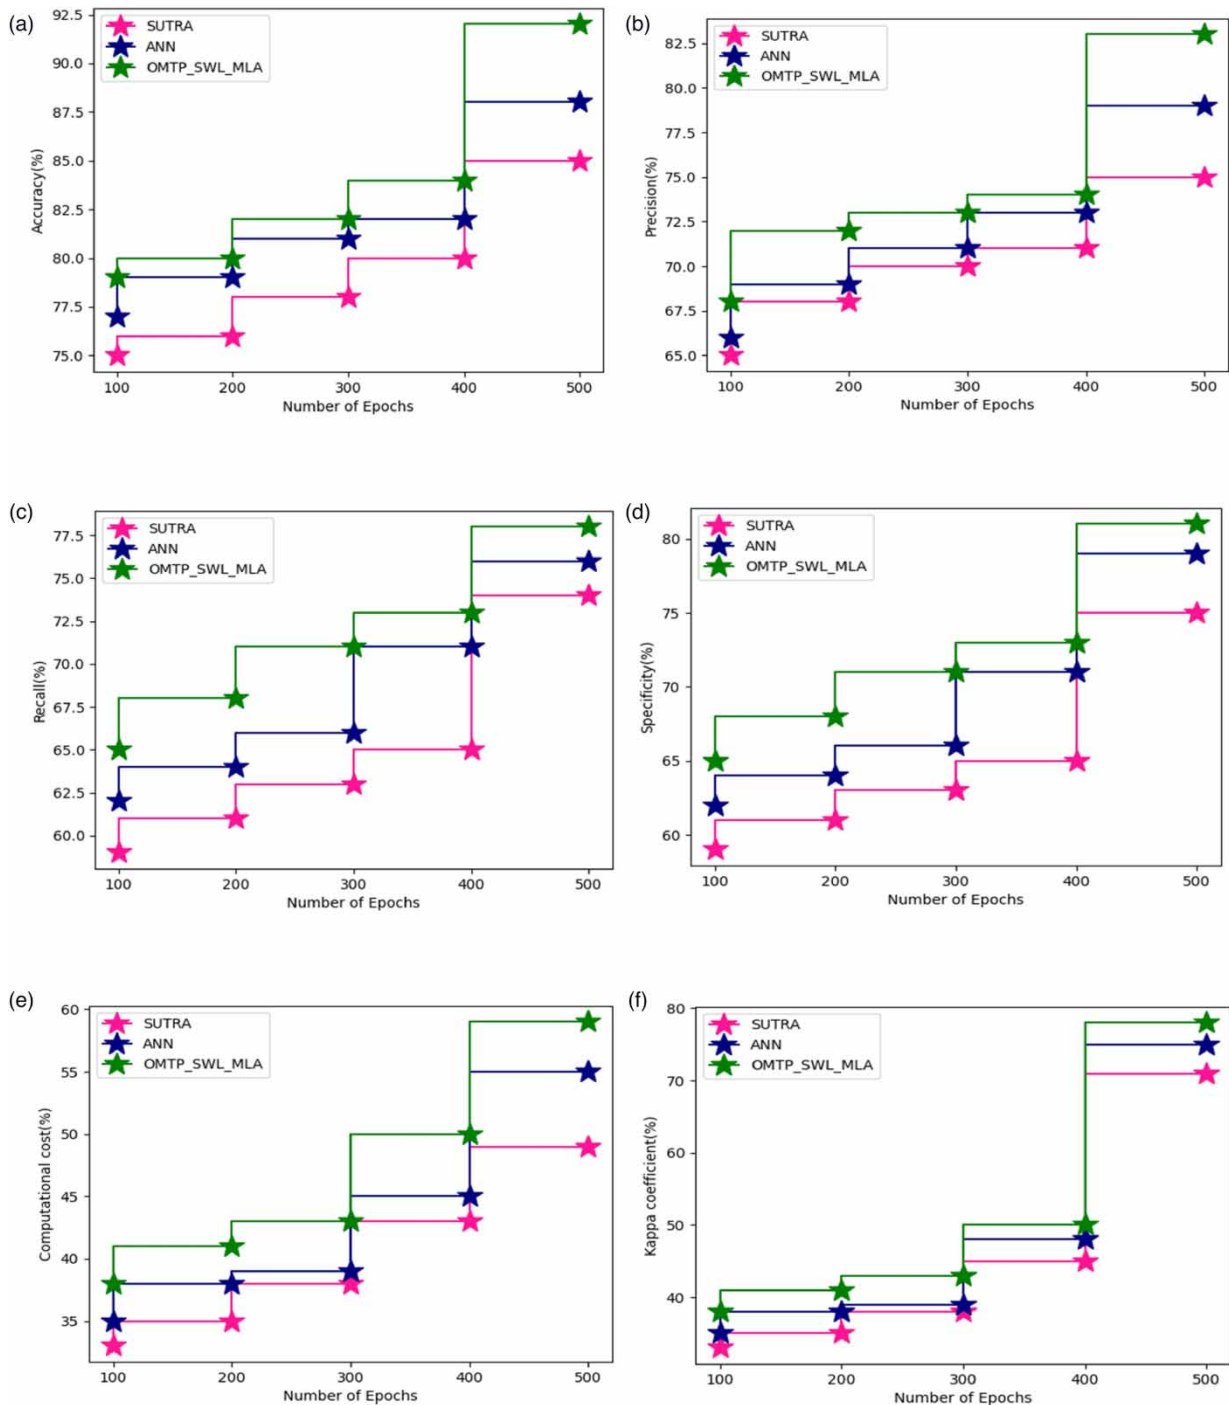 (a)
92.5
90.0
87.5
85.0
82.5
80.0
77.5
75.0
Accuracy(%)
SUTRA
ANN
OMTP_SWL_MLA
100 200 300 400 500
Number of Epochs
(b)
82.5
80.0
77.5
75.0
72.5
70.0
67.5
65.0
Precision(%)
SUTRA
ANN
OMTP_SWL_MLA
100 200 300 400 500
Number of Epochs
(c)
77.5
75.0
72.5
70.0
67.5
65.0
62.5
60.0
Recall(%)
SUTRA
ANN
OMTP_SWL_MLA
100 200 300 400 500
Number of Epochs
(d)
80
75
70
65
60
Specificity(%)
SUTRA
ANN
OMTP_SWL_MLA
100 200 300 400 500
Number of Epochs
(e)
60
55
50
45
40
35
Computational cost(%)
SUTRA
ANN
OMTP_SWL_MLA
100 200 300 400 500
Number of Epochs
(f)
80
70
60
50
40
Kappa coefficient(%)
SUTRA
ANN
OMTP_SWL_MLA
100 200 300 400 500
Number of Epochs